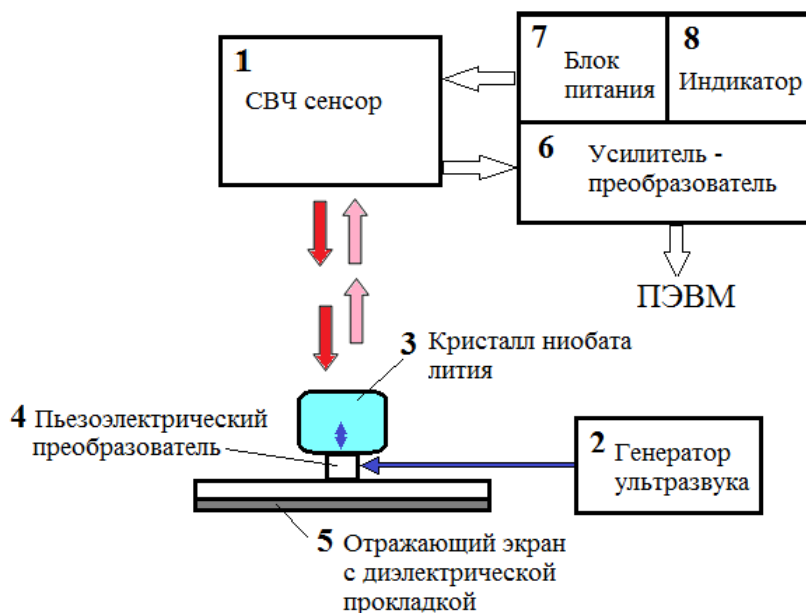 1
СВЧ сенсор
7
Блок
питания
8
Индикатор
6
Усилитель -
преобразователь
ПЭВМ
3 Кристалл ниобата
лития
4 Пьезоэлектрический
преобразователь
2 Генератор
ультразвука
5 Отражающий экран
с диэлектрической
прокладкой